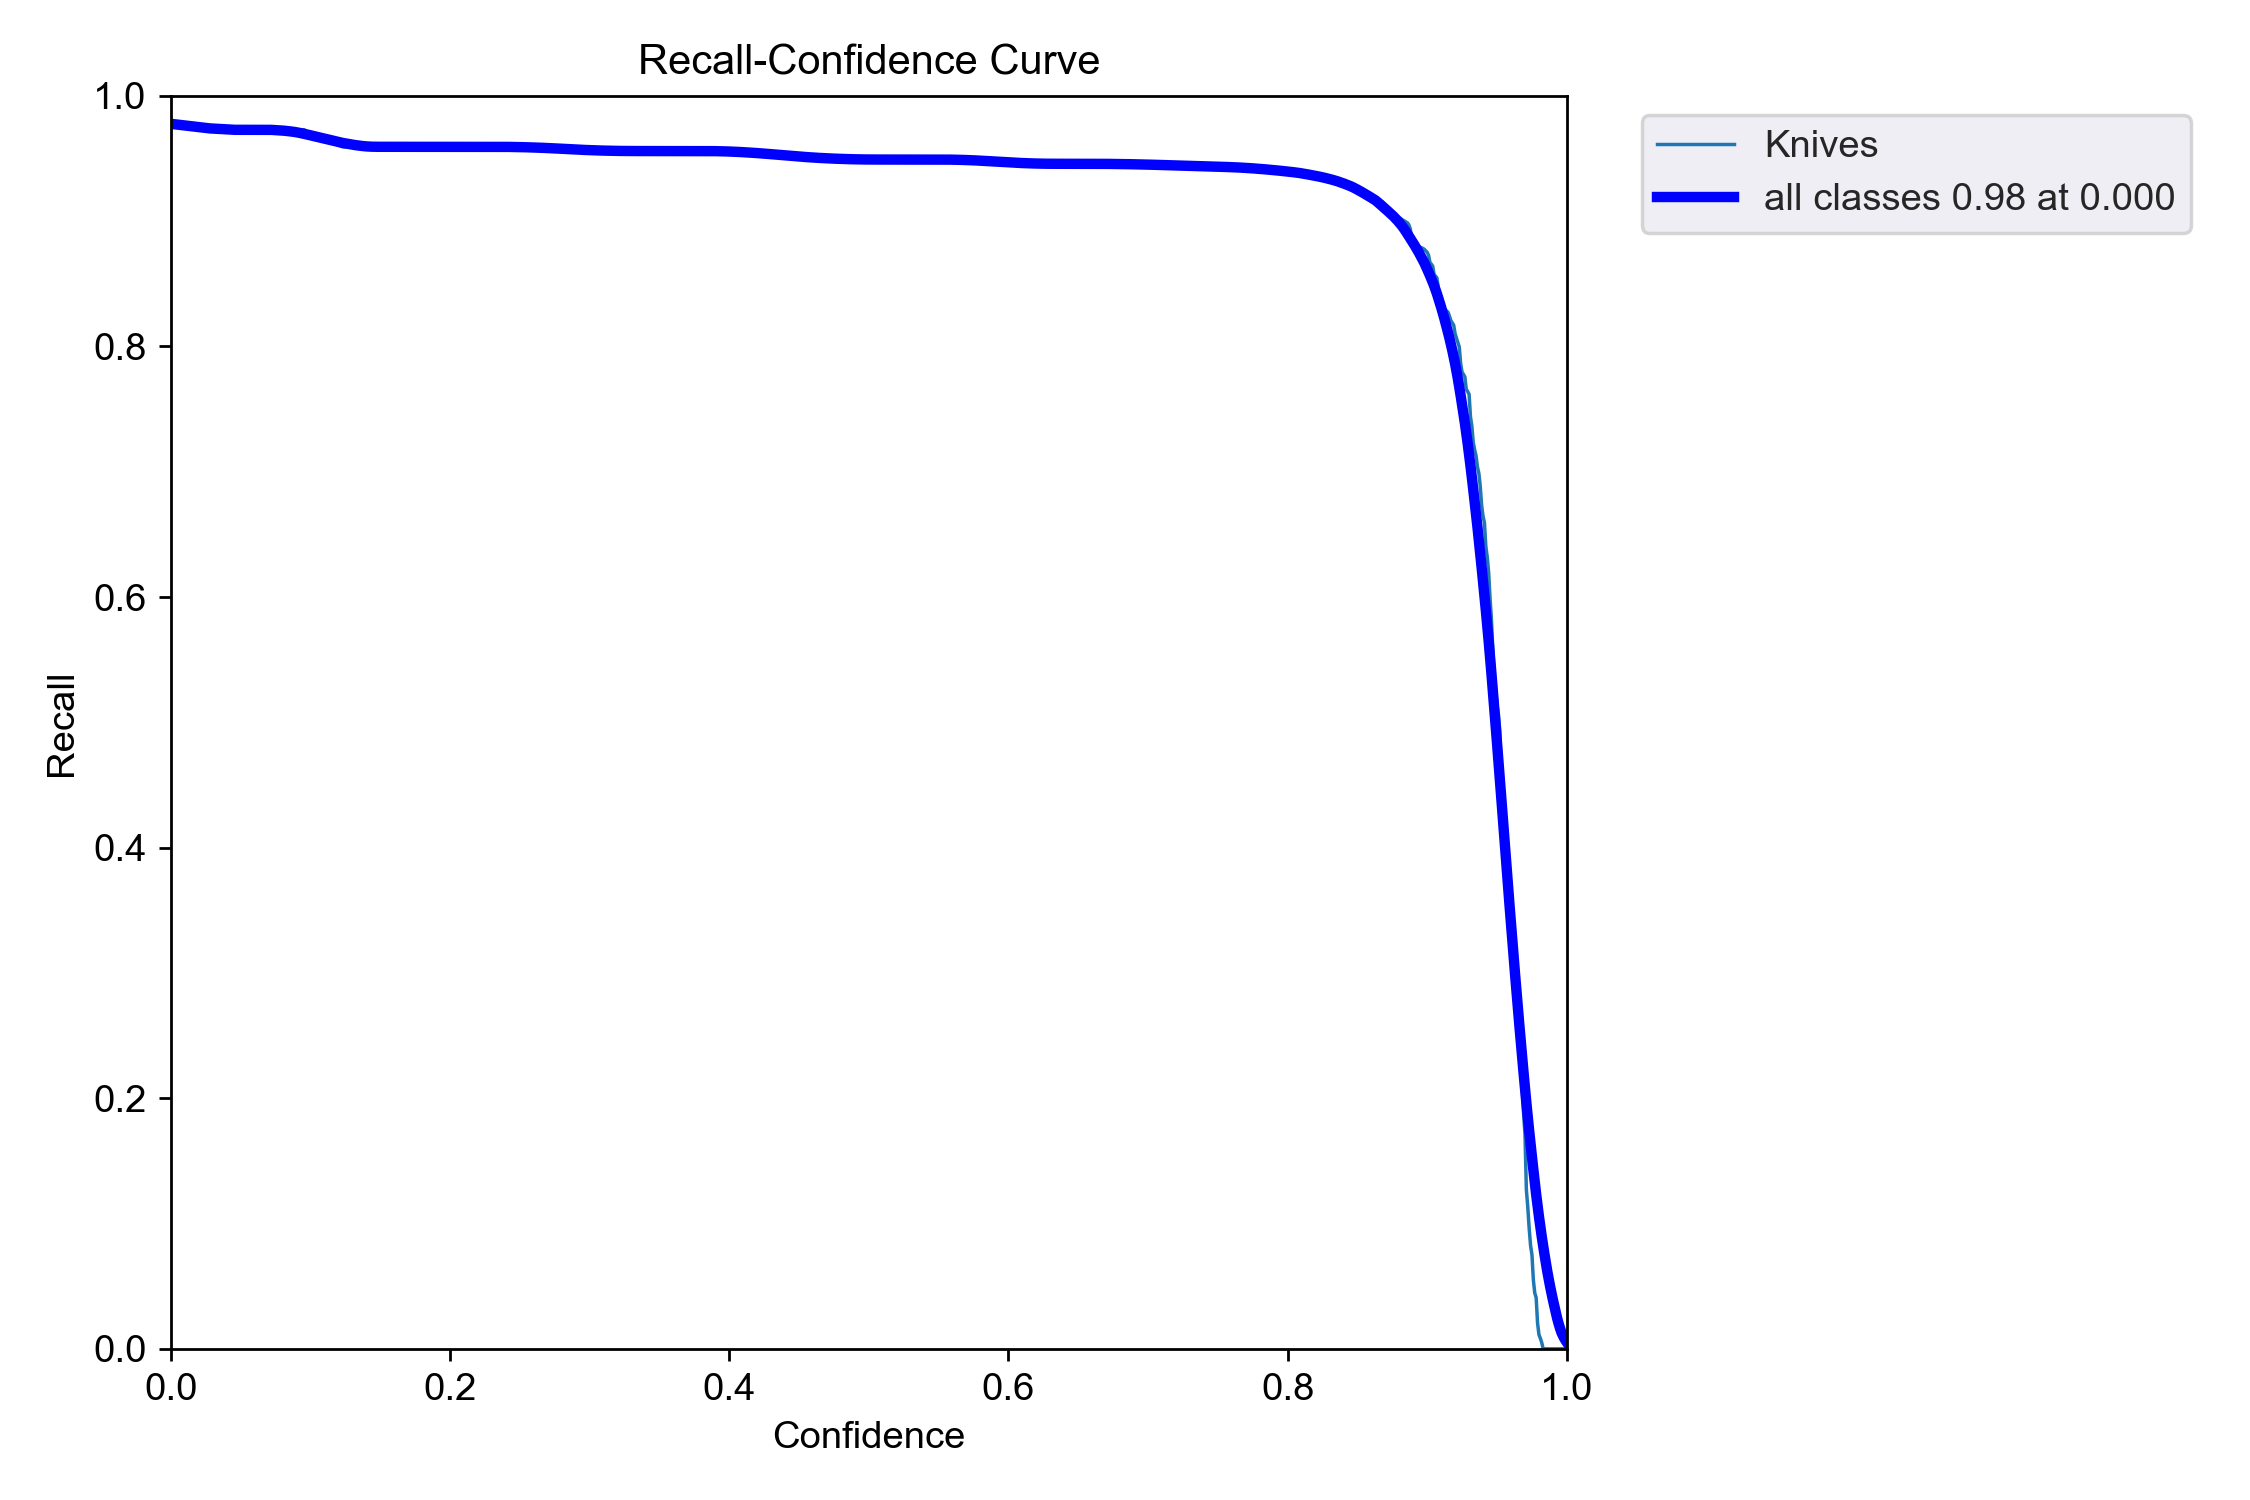 Recall-Confidence Curve
1.0
0.8
0.6
0.4
0.2
0.0
Recall
0.0 0.2 0.4 0.6 0.8 1.0
Confidence
Knives
all classes 0.98 at 0.000